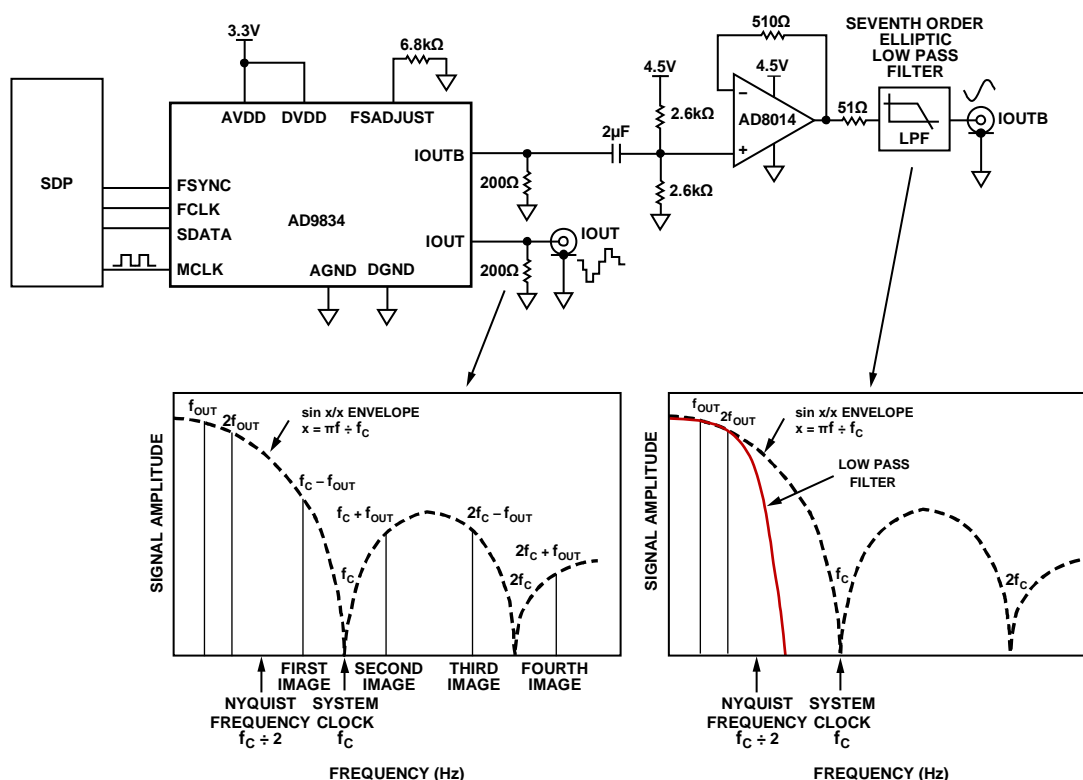 SEVENTH ORDER
ELLIPTIC
LOW PASS
FILTER
3.3V
6.8kΩ
510Ω
4.5V
4.5V
AVDD
DVDD
FSADJUST
2.6kΩ
2µF
–
AD8014
+
51Ω
LPF
IOUTB
IOUTB
SDP
FSYNC
FCLK
SDATA
MCLK
AD9834
200Ω
2.6kΩ
IOUT
IOUT
200Ω
AGND
DGND
SIGNAL AMPLITUDE
fOUT
2fOUT
sin x/x ENVELOPE
x = πf ÷ fC
fC – fOUT
fC + fOUT
2fC – fOUT
2fC + fOUT
fC
2fC
FIRST
IMAGE
SECOND
IMAGE
THIRD
IMAGE
FOURTH
IMAGE
NYQUIST
FREQUENCY
fC ÷ 2
SYSTEM
CLOCK
fC
FREQUENCY (Hz)
SIGNAL AMPLITUDE
fOUT
2fOUT
sin x/x ENVELOPE
x = πf ÷ fC
LOW PASS
FILTER
fC
2fC
NYQUIST
FREQUENCY
fC ÷ 2
SYSTEM
CLOCK
fC
FREQUENCY (Hz)